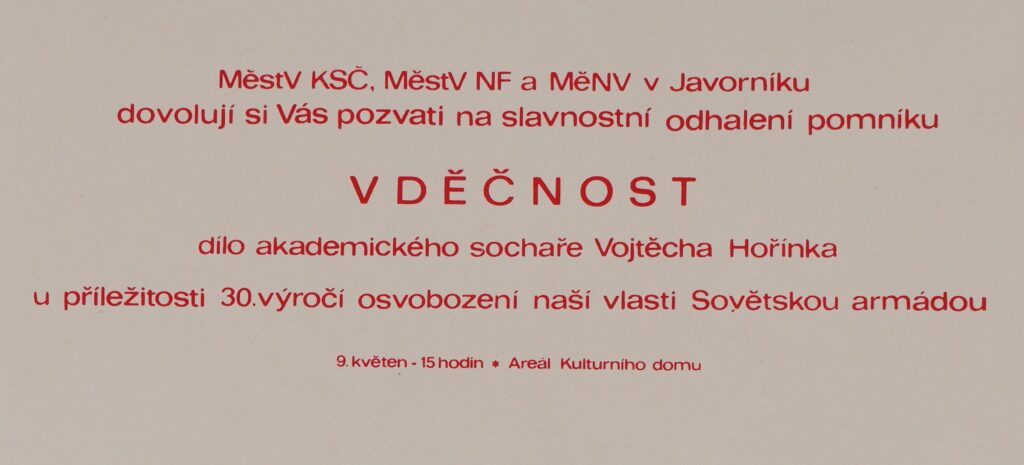 MěstV KSČ, MěstV NF a MěNV v Javorníku
dovolují si Vás pozvati na slavnostní odhalení pomníku
VDĚČNOST
dílo akademického sochaře Vojtěcha Hořínka
u příležitosti 30.výročí osvobození naší vlasti Sovětskou armádou
9. květen - 15 hodin * Areál Kulturního domu